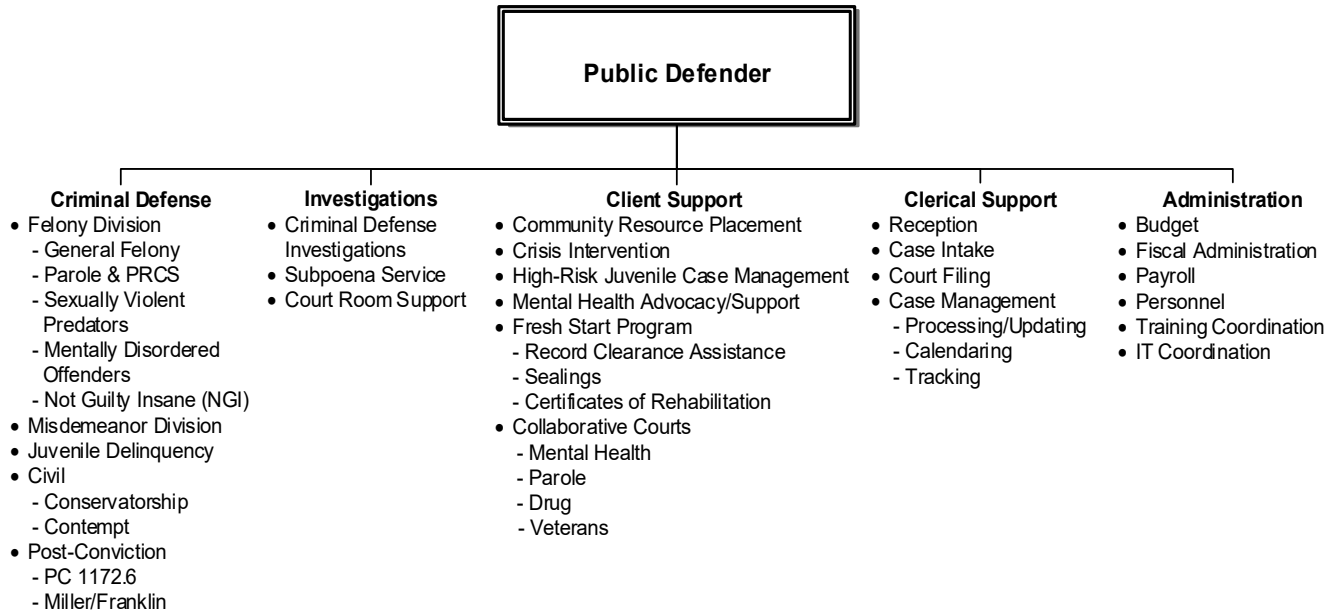 Public Defender
Criminal Defense
• Felony Division
- General Felony
- Parole & PRCS
- Sexually Violent
Predators
- Mentally Disordered
Offenders
- Not Guilty Insane (NGI)
• Misdemeanor Division
• Juvenile Delinquency
• Civil
- Conservatorship
- Contempt
• Post-Conviction
- PC 1172.6
- Miller/Franklin
Investigations
• Criminal Defense
Investigations
• Subpoena Service
• Court Room Support
Client Support
• Community Resource Placement
• Crisis Intervention
• High-Risk Juvenile Case Management
• Mental Health Advocacy/Support
• Fresh Start Program
- Record Clearance Assistance
- Sealings
- Certificates of Rehabilitation
• Collaborative Courts
- Mental Health
- Parole
- Drug
- Veterans
Clerical Support
• Reception
• Case Intake
• Court Filing
• Case Management
- Processing/Updating
- Calendaring
- Tracking
Administration
• Budget
• Fiscal Administration
• Payroll
• Personnel
• Training Coordination
• IT Coordination